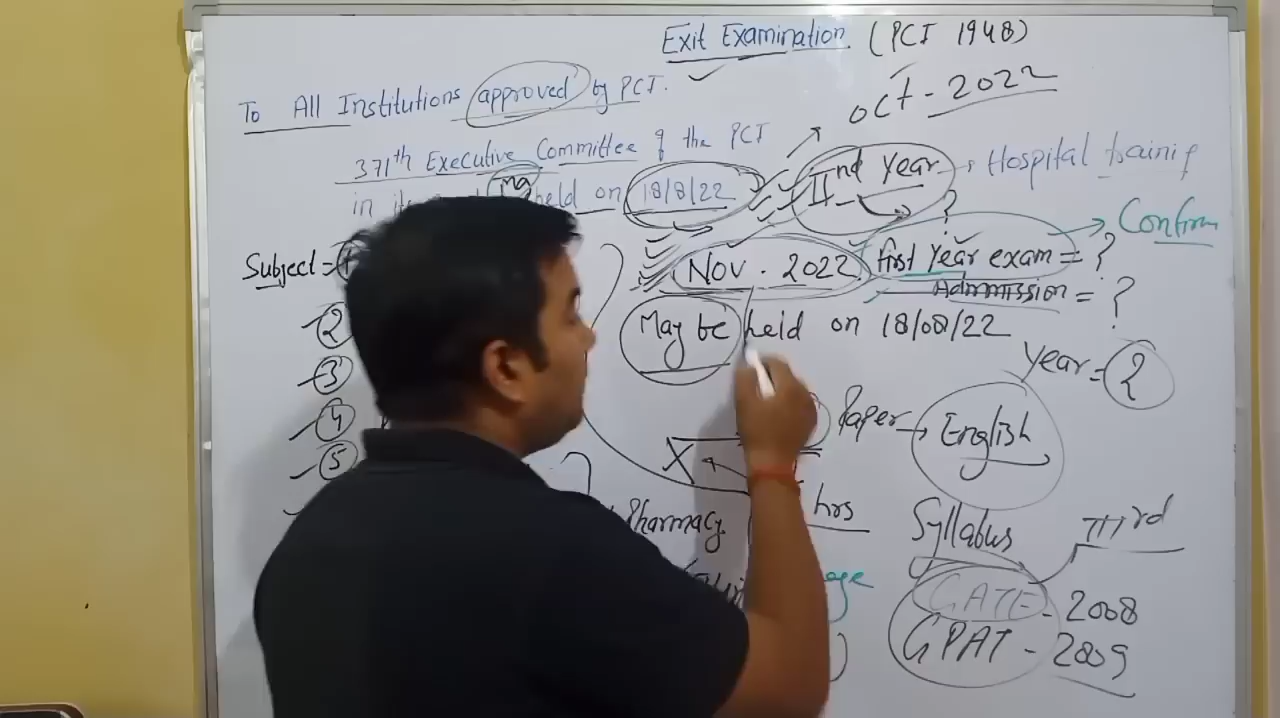 Exit Examination (PCI 1948)
To All Institutions approved by PCI.
oct - 2022
371th Executive Committee of the PCI
in held on 18/8/22
IInd year
Hospital training
?
Confirm
Subject =
Nov. 2022
first year exam = ?
Admmission = ?
2
May be held on 18/08/22
3
year = 2
4
Paper English
X
5
Pharmacy
hrs
Syllabus
IIIrd
GATE - 2008
GPAT - 2009